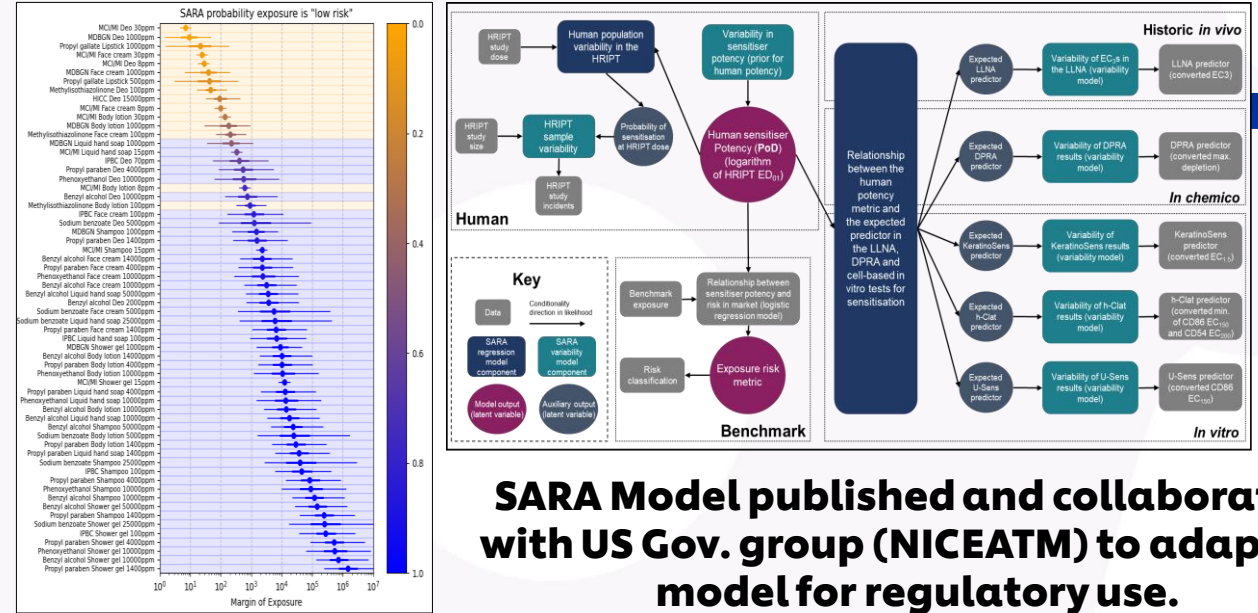 SARA probability exposure is "low risk"
MCI/MI Deo 30ppm
MDBGN Deo 1000ppm
Propyl gallate Lipstick 1000ppm
MCI/MI Face cream 30ppm
MCI/MI Deo 8ppm
MDBGN Face cream 1000ppm
Propyl gallate Lipstick 500ppm
Methylisothiazolinone Deo 100ppm
HICC Deo 15000ppm
MCI/MI Face cream 8ppm
MCI/MI Body lotion 30ppm
MDBGN Body lotion 1000ppm
Methylisothiazolinone Face cream 100ppm
MDBGN Liquid hand soap 1000ppm
MCI/MI Liquid hand soap 15ppm
IPBC Deo 70ppm
Propyl paraben Deo 4000ppm
Phenoxyethanol Deo 10000ppm
MCI/MI Body lotion 8ppm
Benzyl alcohol Deo 10000ppm
Methylisothiazolinone Body lotion 100ppm
IPBC Face cream 100ppm
Sodium benzoate Deo 5000ppm
MDBGN Shampoo 1000ppm
Propyl paraben Deo 1400ppm
MCI/MI Shampoo 15ppm
Benzyl alcohol Face cream 14000ppm
Propyl paraben Face cream 4000ppm
Phenoxyethanol Face cream 10000ppm
Benzyl alcohol Face cream 10000ppm
Benzyl alcohol Liquid hand soap 50000ppm
Benzyl alcohol Deo 2000ppm
Sodium benzoate Face cream 5000ppm
Sodium benzoate Liquid hand soap 25000ppm
Propyl paraben Face cream 1400ppm
IPBC Liquid hand soap 100ppm
MDBGN Shower gel 1000ppm
Benzyl alcohol Body lotion 14000ppm
Propyl paraben Body lotion 4000ppm
Phenoxyethanol Body lotion 10000ppm
MCI/MI Shower gel 15ppm
Propyl paraben Liquid hand soap 4000ppm
Phenoxyethanol Liquid hand soap 10000ppm
Benzyl alcohol Body lotion 10000ppm
Benzyl alcohol Liquid hand soap 10000ppm
Benzyl alcohol Shampoo 50000ppm
Sodium benzoate Body lotion 5000ppm
Propyl paraben Body lotion 1400ppm
Propyl paraben Liquid hand soap 1400ppm
Sodium benzoate Shampoo 25000ppm
IPBC Shampoo 100ppm
Propyl paraben Shampoo 4000ppm
Phenoxyethanol Shampoo 10000ppm
Benzyl alcohol Shampoo 10000ppm
Benzyl alcohol Shower gel 50000ppm
Propyl paraben Shampoo 1400ppm
Sodium benzoate Shower gel 25000ppm
IPBC Shower gel 100ppm
Propyl paraben Shower gel 4000ppm
Phenoxyethanol Shower gel 10000ppm
Benzyl alcohol Shower gel 10000ppm
Propyl paraben Shower gel 1400ppm
10⁰ 10¹ 10² 10³ 10⁴ 10⁵ 10⁶ 10⁷
Margin of Exposure
0.0
0.2
0.4
0.6
0.8
1.0
HRIPT
study
dose
Human population
variability in the
HRIPT
Variability in
sensitiser
potency (prior for
human potency)
HRIPT
study
size
HRIPT
sample
variability
Probability of
sensitisation
at HRIPT dose
Human sensitiser
Potency (PoD)
(logarithm
of HRIPT ED₀₁)
HRIPT
study
incidents
Human
Key
Data
Conditionality
direction in likelihood
SARA
regression
model
component
SARA
variability
model
component
Model output
(latent variable)
Auxiliary output
(latent variable)
Benchmark
exposure
Relationship between
sensitiser potency and
risk in market (logistic
regression model)
Risk
classification
Exposure risk
metric
Benchmark
Relationship
between the
human
potency
metric and
the expected
predictor in
the LLNA,
DPRA and
cell-based in
vitro tests for
sensitisation
Historic in vivo
Expected
LLNA
predictor
Variability of EC₃s in
the LLNA (variability
model)
LLNA predictor
(converted EC3)
Expected
DPRA
predictor
Variability of DPRA
results (variability
model)
DPRA predictor
(converted max.
depletion)
In chemico
Expected
KeratinoSens
predictor
Variability of
KeratinoSens results
(variability model)
KeratinoSens
predictor
(converted EC₁.₅)
Expected
h-Clat
predictor
Variability of h-Clat
results (variability
model)
h-Clat predictor
(converted min.
of CD86 EC₁₅₀
and CD54 EC₂₀₀)
Expected
U-Sens
predictor
Variability of U-Sens
results (variability
model)
U-Sens predictor
(converted CD86
EC₁₅₀)
In vitro
SARA Model published and collaborat
with US Gov. group (NICEATM) to adap
model for regulatory use.